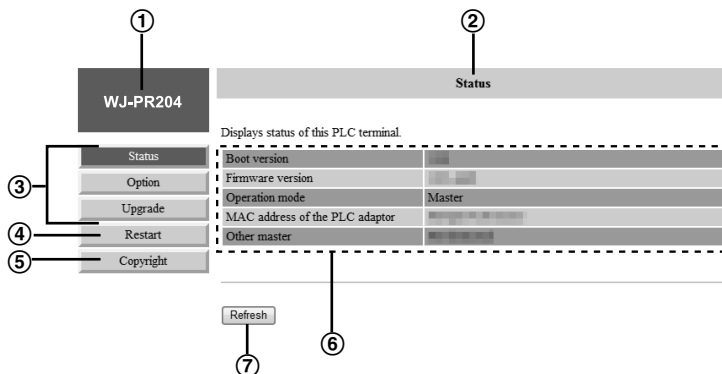 ① ②
WJ-PR204
Status
Displays status of this PLC terminal.
③
Status
Option
Upgrade
④ Restart
⑤ Copyright
Boot version
Firmware version
Operation mode Master
MAC address of the PLC adaptor
Other master
Refresh
⑥
⑦